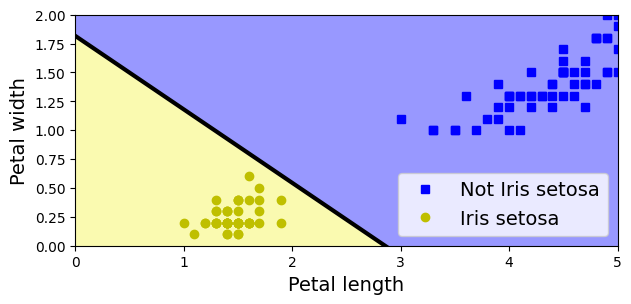 2.00
1.75
1.50
1.25
1.00
0.75
0.50
0.25
0.00
Petal width
Not Iris setosa
Iris setosa
0 1 2 3 4 5
Petal length